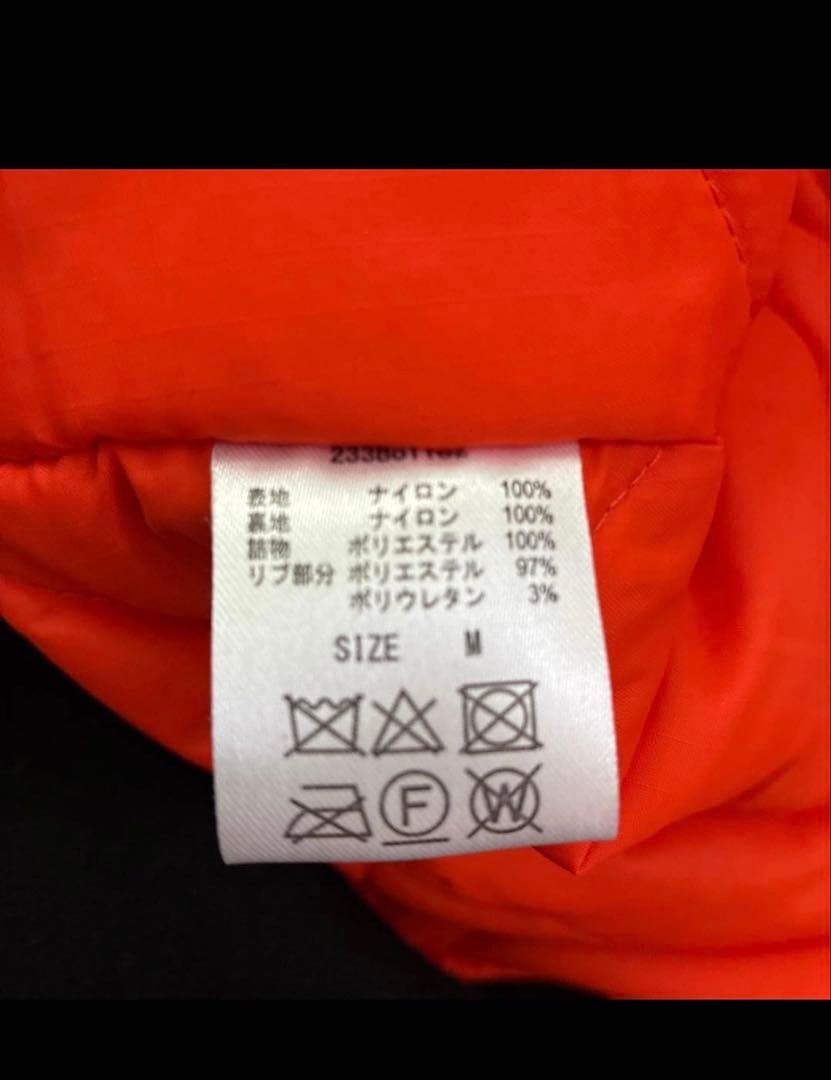 表地 ナイロン 100%
裏地 ナイロン 100%
詰物 ポリエステル 100%
リブ部分 ポリエステル 97%
ポリウレタン 3%
SIZE M
F W